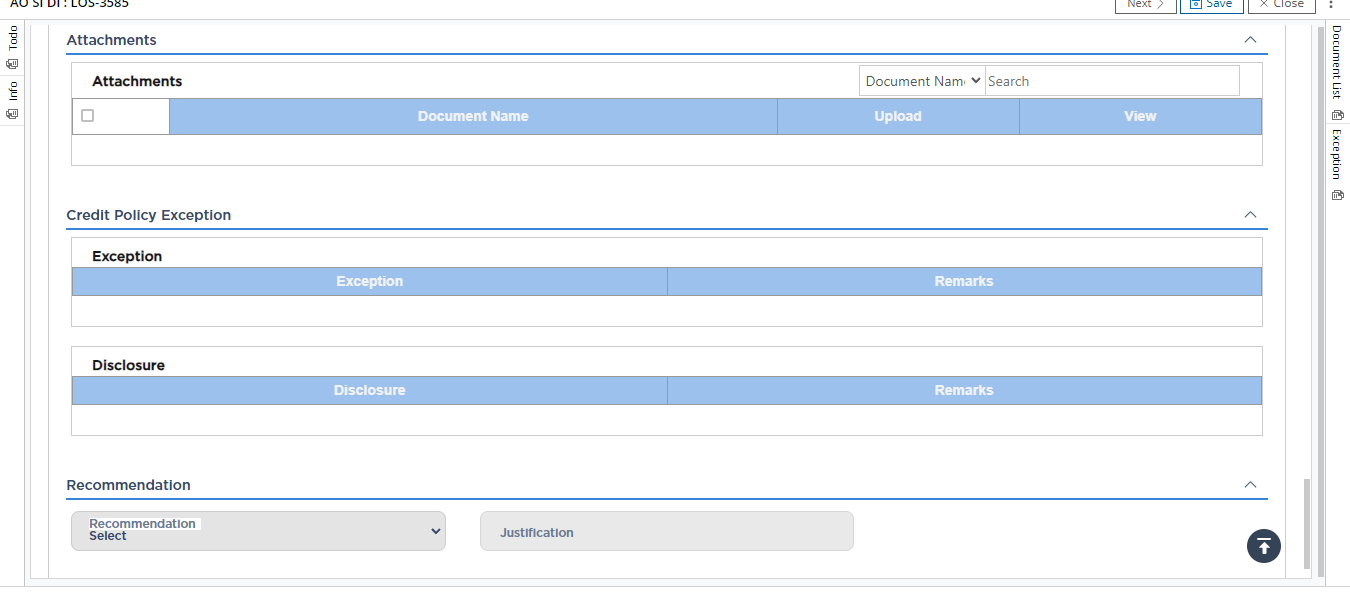 AO SI DI : LOS-3585
Next
Save
Close
Todo
Info
Document List
Exception
Attachments
Attachments
Document Nam
Search
Document Name
Upload
View
Credit Policy Exception
Exception
Exception
Remarks
Disclosure
Disclosure
Remarks
Recommendation
Recommendation
Select
Justification